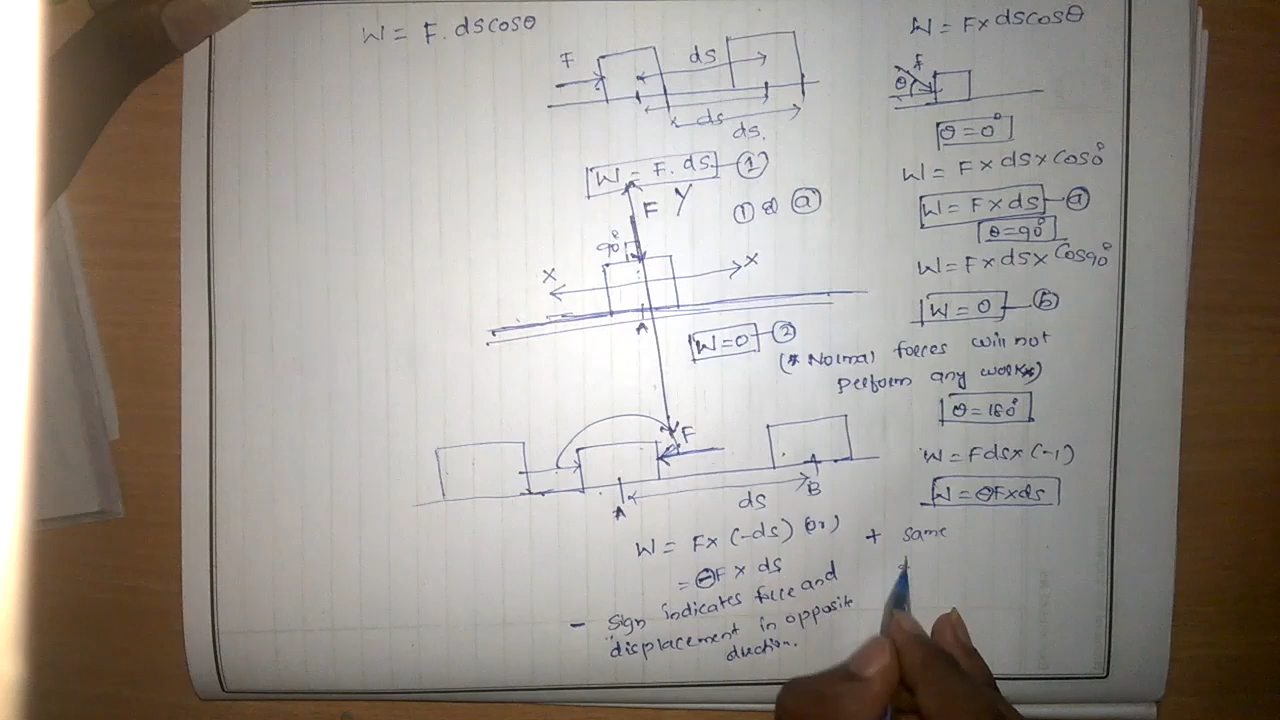 W = F. dscosθ
F
ds
ds
ds.
W = F. ds. ①
F Y
① & ⓐ
90°
X
X
A
W=0 ②
F
A
ds
B
W = F× (-ds) (or)
= ⊖F × ds
- Sign indicates force and
displacement in opposite
dirction.
+ same
W = F× dscosθ
F
θ
θ = 0°
W = F × ds × cos0°
W = F × ds ⓐ
θ = 90°
W = F × ds × cos90°
W = 0 ⓑ
(* Normal forces will not
perform any work*)
θ = 180°
W = Fds× (-1)
W = ⊖F×ds